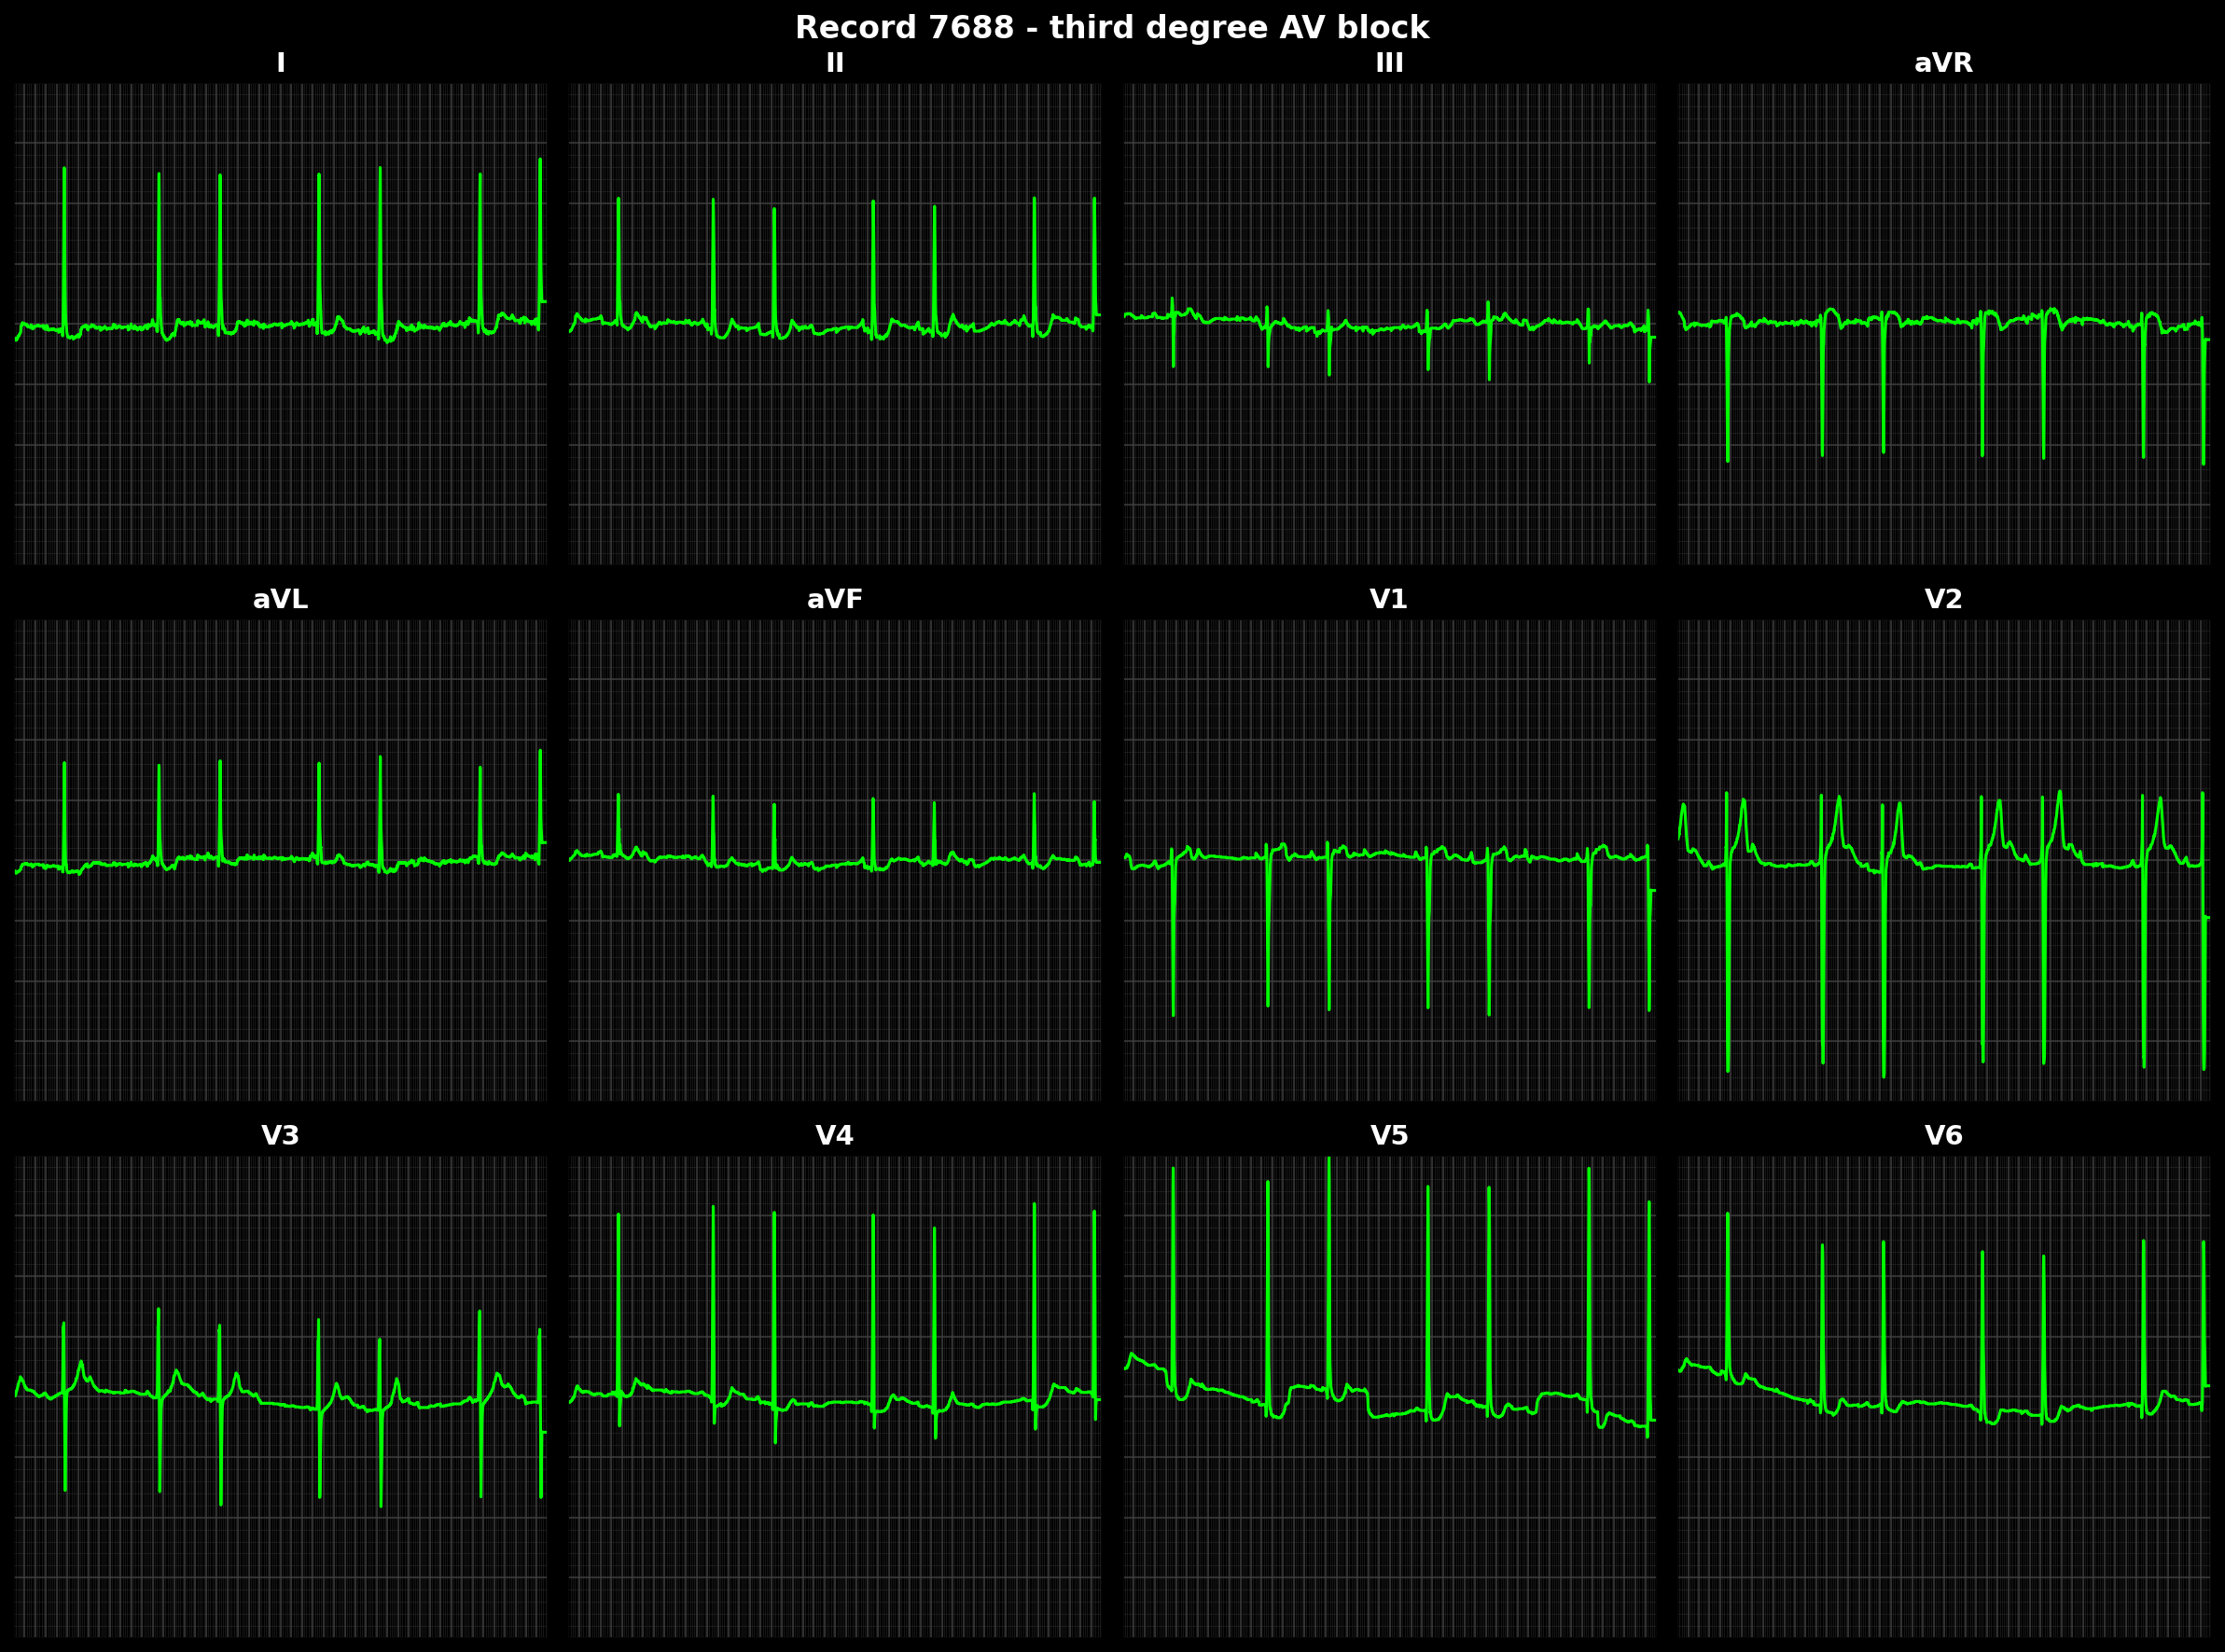 Record 7688 - third degree AV block
I
II
III
aVR
aVL
aVF
V1
V2
V3
V4
V5
V6